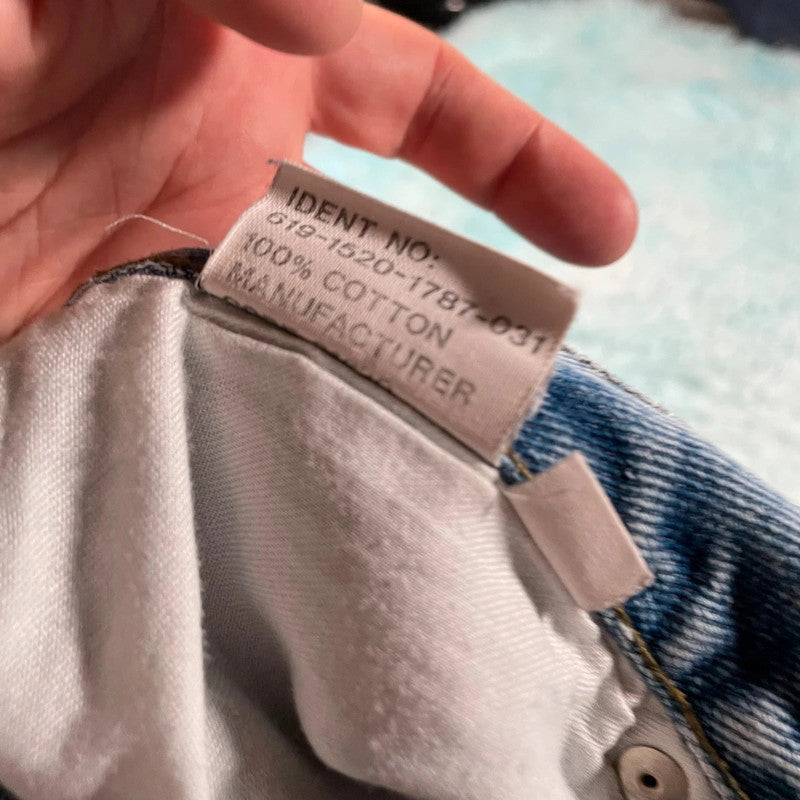 IDENT NO:
619-1520-1787-031
100% COTTON
MANUFACTURER